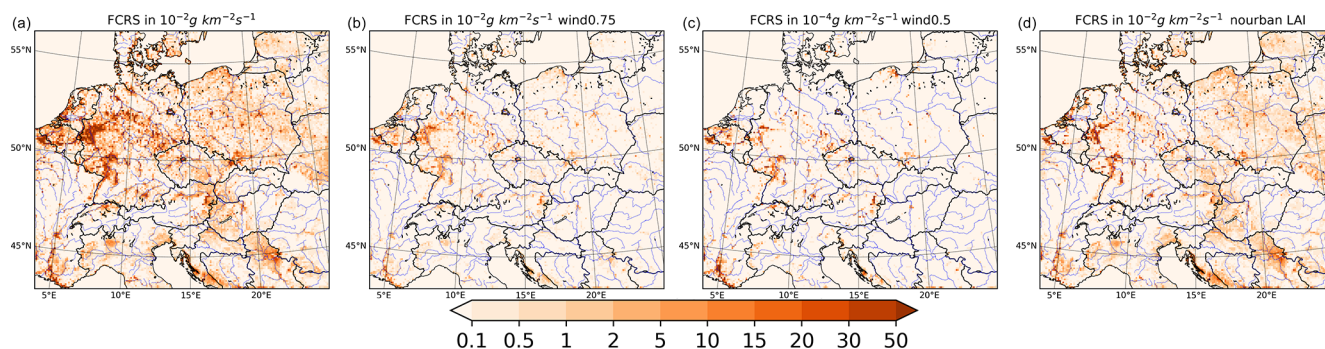 (a) FCRS in 10⁻²g km⁻²s⁻¹
(b) FCRS in 10⁻²g km⁻²s⁻¹ wind0.75
(c) FCRS in 10⁻⁴g km⁻²s⁻¹ wind0.5
(d) FCRS in 10⁻²g km⁻²s⁻¹ nourban LAI
55°N 55°N 55°N 55°N
50°N 50°N 50°N 50°N
45°N 45°N 45°N 45°N
5°E 10°E 15°E 20°E 5°E 10°E 15°E 20°E 5°E 10°E 15°E 20°E 5°E 10°E 15°E 20°E
0.1 0.5 1 2 5 10 15 20 30 50